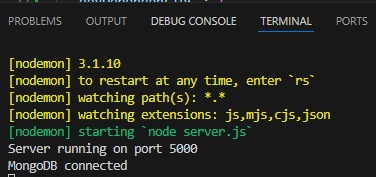 PROBLEMS OUTPUT DEBUG CONSOLE TERMINAL PORTS
[nodemon] 3.1.10
[nodemon] to restart at any time, enter `rs`
[nodemon] watching path(s): *.*
[nodemon] watching extensions: js,mjs,cjs,json
[nodemon] starting `node server.js`
Server running on port 5000
MongoDB connected